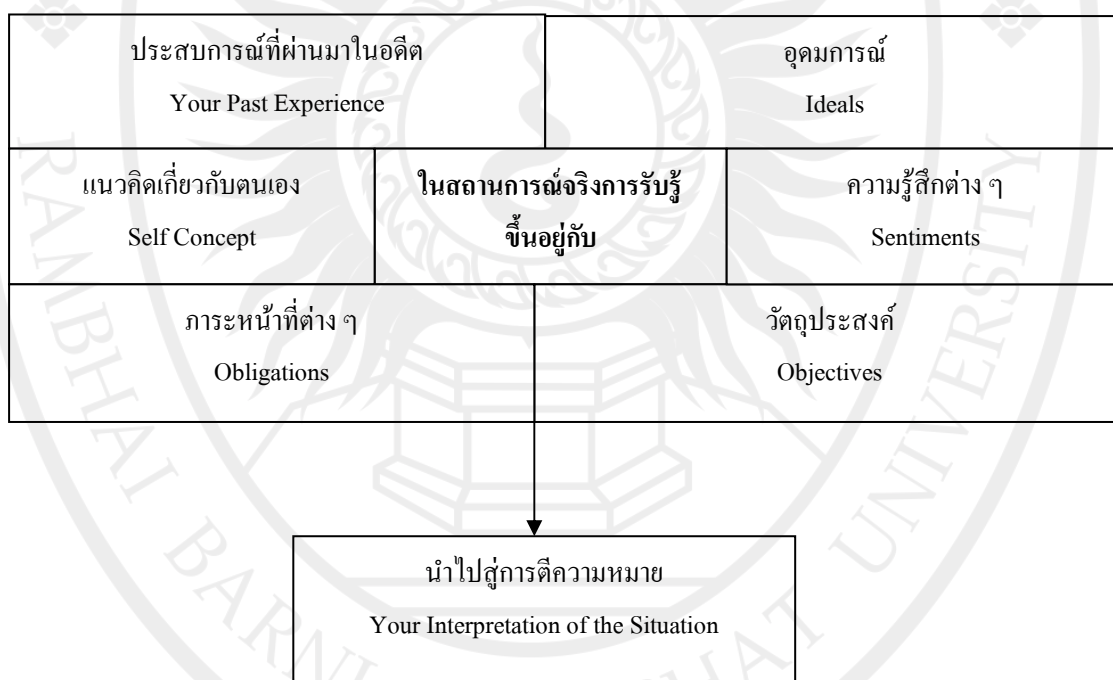 ประสบการณ์ที่ผ่านมาในอดีต
Your Past Experience
อุดมการณ์
Ideals
แนวคิดเกี่ยวกับตนเอง
Self Concept
ในสถานการณ์จริงการรับรู้
ขึ้นอยู่กับ
ความรู้สึกต่าง ๆ
Sentiments
ภาระหน้าที่ต่าง ๆ
Obligations
วัตถุประสงค์
Objectives
นำไปสู่การตีความหมาย
Your Interpretation of the Situation
RAMBHAI BARNI
UNIVERSITY